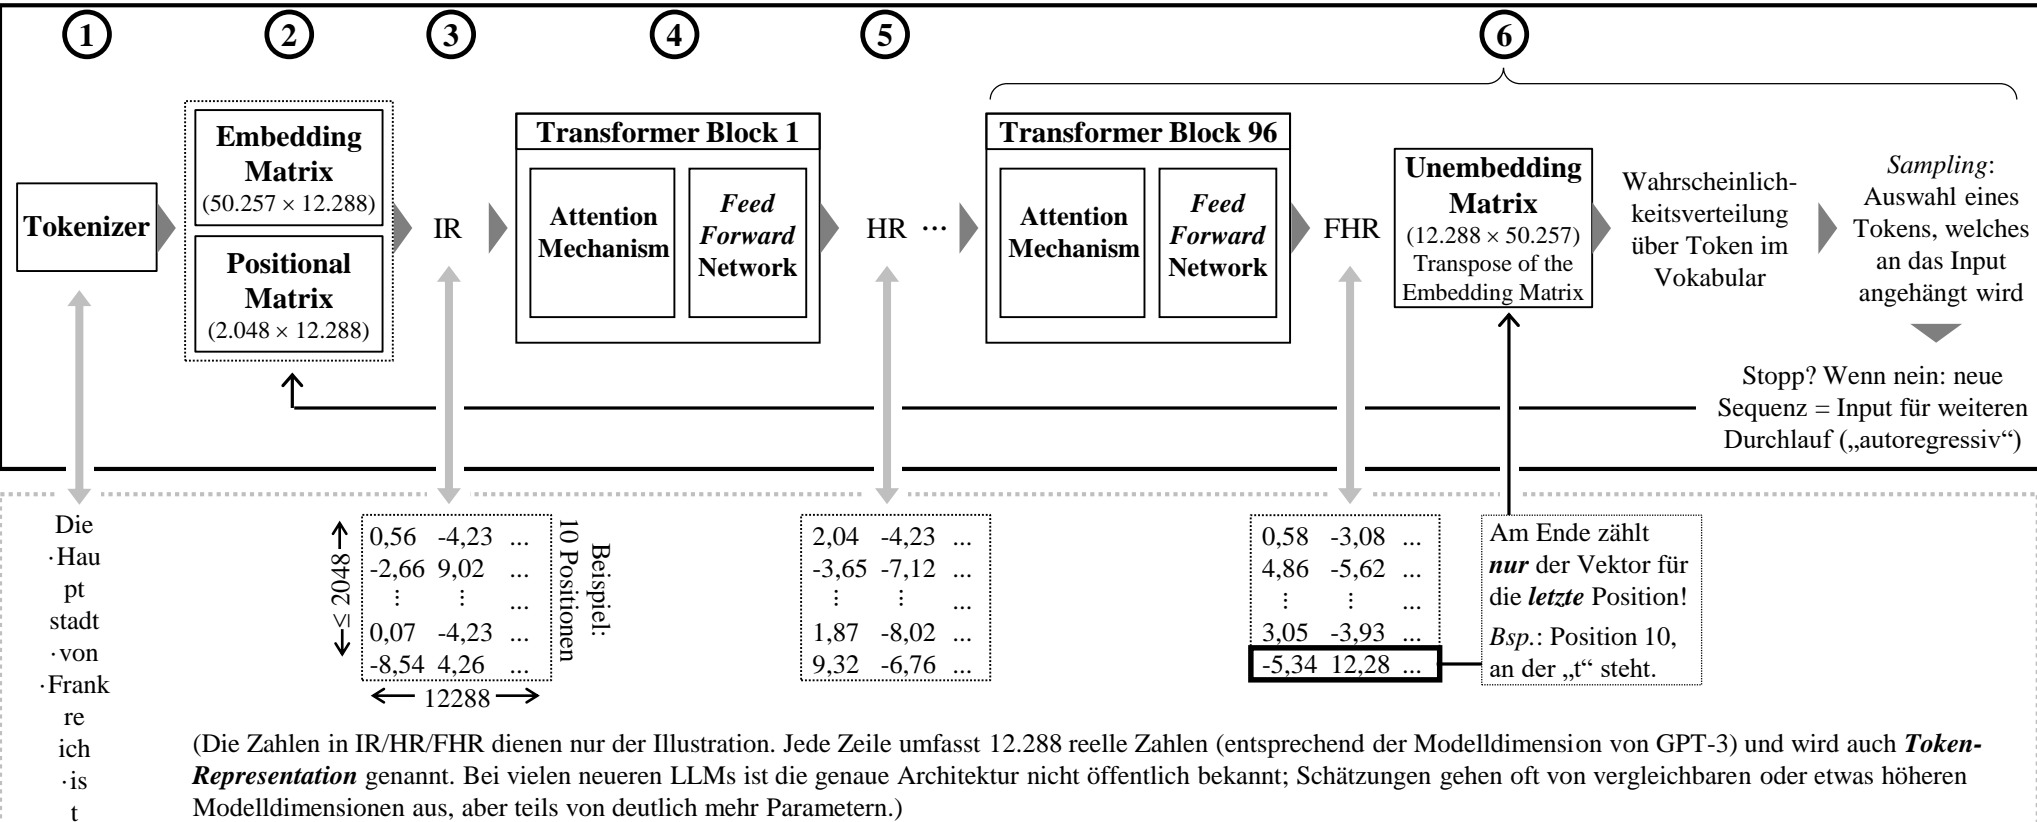 1
2
3
4
5
6
Tokenizer
Embedding
Matrix
(50.257 × 12.288)
Positional
Matrix
(2.048 × 12.288)
IR
Transformer Block 1
Attention
Mechanism
Feed
Forward
Network
HR
...
Transformer Block 96
Attention
Mechanism
Feed
Forward
Network
FHR
Unembedding
Matrix
(12.288 × 50.257)
Transpose of the
Embedding Matrix
Wahrscheinlich-
keitsverteilung
über Token im
Vokabular
Sampling:
Auswahl eines
Tokens, welches
an das Input
angehängt wird
Stopp? Wenn nein: neue
Sequenz = Input für weiteren
Durchlauf („autoregressiv“)
Die
·Hau
pt
stadt
·von
·Frank
re
ich
·is
t
≤ 2048
0,56 -4,23 ...
-2,66 9,02 ...
⋮ ⋮ ...
0,07 -4,23 ...
-8,54 4,26 ...
12288
Beispiel:
10 Positionen
2,04 -4,23 ...
-3,65 -7,12 ...
⋮ ⋮ ...
1,87 -8,02 ...
9,32 -6,76 ...
0,58 -3,08 ...
4,86 -5,62 ...
⋮ ⋮ ...
3,05 -3,93 ...
-5,34 12,28 ...
Am Ende zählt
nur der Vektor für
die letzte Position!
Bsp.: Position 10,
an der „t“ steht.
(Die Zahlen in IR/HR/FHR dienen nur der Illustration. Jede Zeile umfasst 12.288 reelle Zahlen (entsprechend der Modelldimension von GPT-3) und wird auch Token-
Representation genannt. Bei vielen neueren LLMs ist die genaue Architektur nicht öffentlich bekannt; Schätzungen gehen oft von vergleichbaren oder etwas höheren
Modelldimensionen aus, aber teils von deutlich mehr Parametern.)